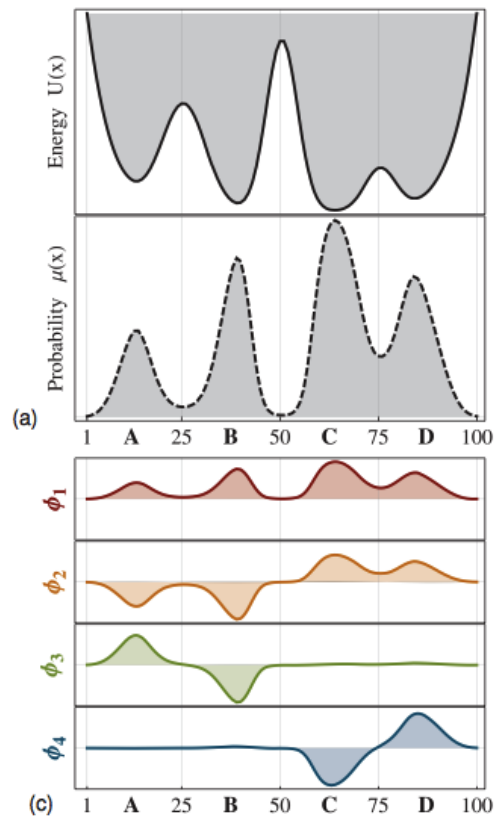 Energy U(x)
Probability μ(x)
(a)
1 A 25 B 50 C 75 D 100
ϕ1
ϕ2
ϕ3
ϕ4
(c)
1 A 25 B 50 C 75 D 100